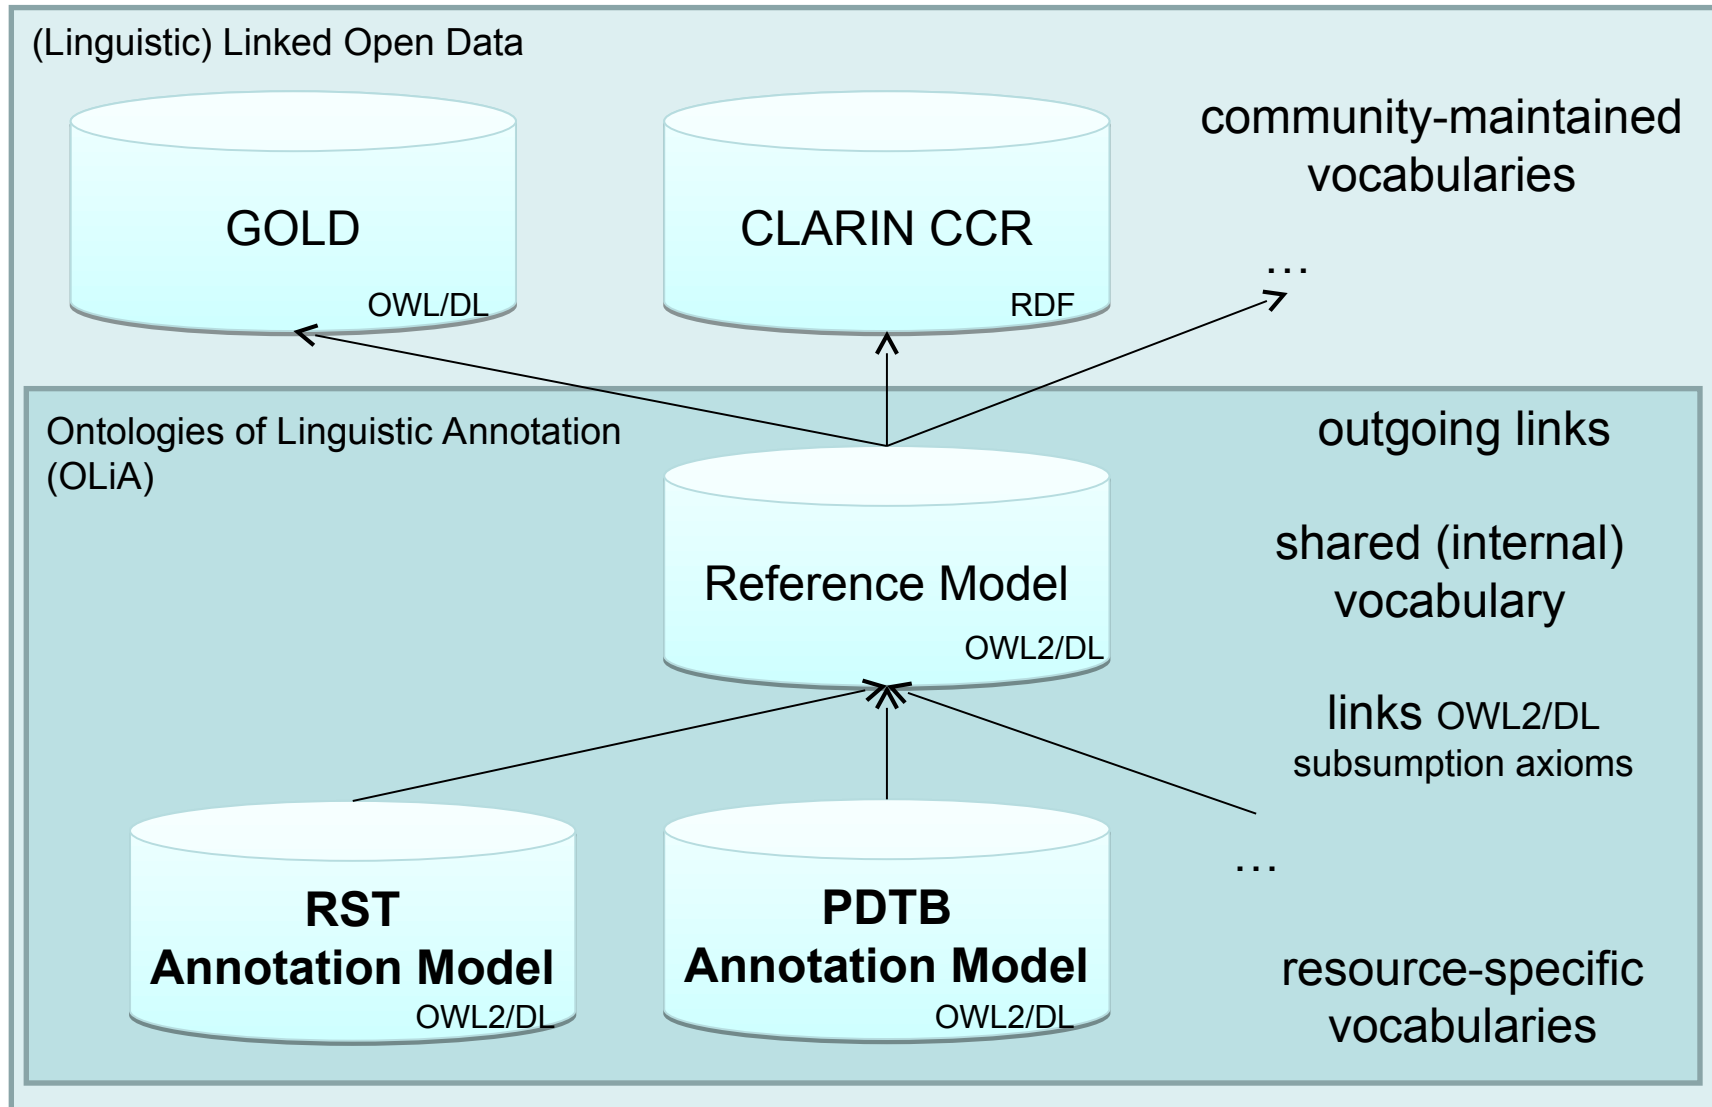 (Linguistic) Linked Open Data
GOLD
OWL/DL
CLARIN CCR
RDF
community-maintained
vocabularies
...
Ontologies of Linguistic Annotation
(OLiA)
outgoing links
Reference Model
OWL2/DL
shared (internal)
vocabulary
links OWL2/DL
subsumption axioms
RST
Annotation Model
OWL2/DL
PDTB
Annotation Model
OWL2/DL
...
resource-specific
vocabularies